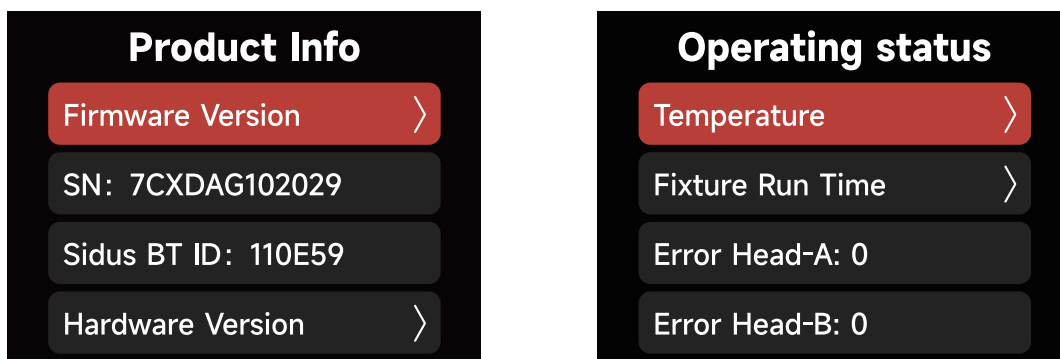 Product Info
Firmware Version
SN: 7CXDAG102029
Sidus BT ID: 110E59
Hardware Version
Operating status
Temperature
Fixture Run Time
Error Head-A: 0
Error Head-B: 0